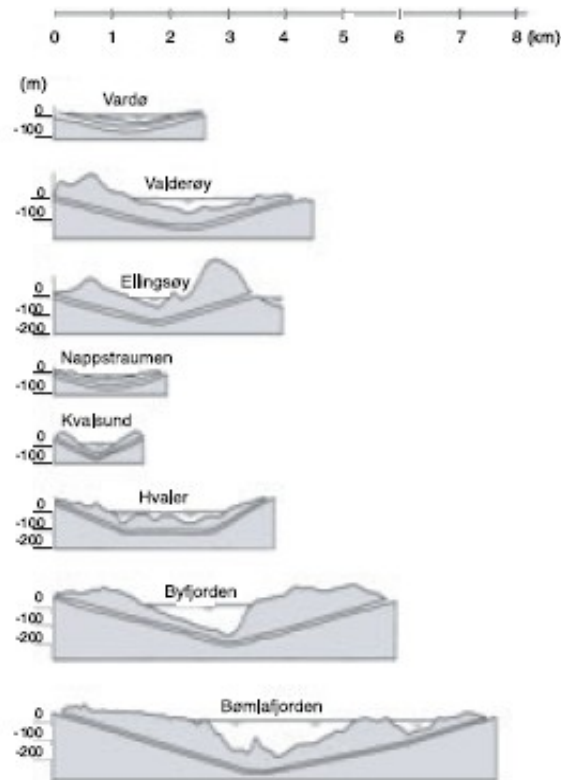 0 1 2 3 4 5 6 7 8 (km)
(m)
Vardø
0
-100
Valderøy
0
-100
Ellingsøy
0
-100
-200
Nappstraumen
0
-100
Kvalsund
0
-100
Hvaler
0
-100
-200
Byfjorden
0
-100
-200
Bømlafjorden
0
-100
-200